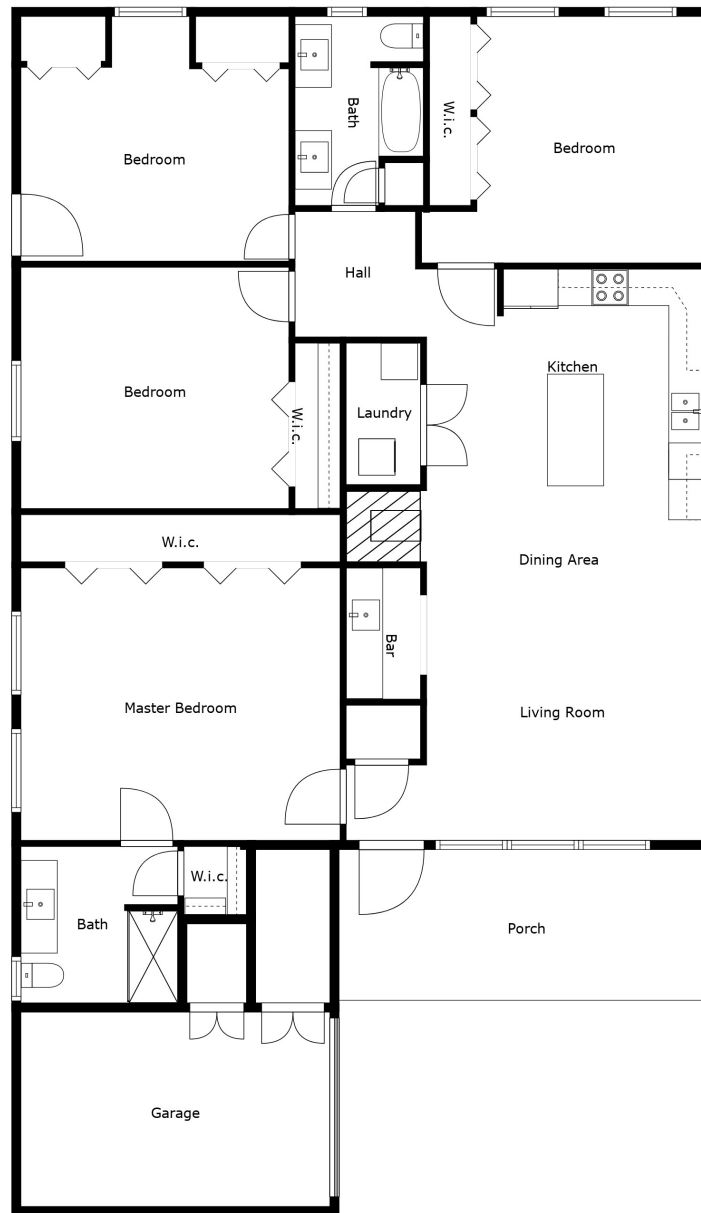 Bath
W.i.c.
Bedroom
Bedroom
Hall
Kitchen
Bedroom
W.i.c.
Laundry
W.i.c.
Dining Area
Bar
Master Bedroom
Living Room
W.i.c.
Bath
Porch
Garage